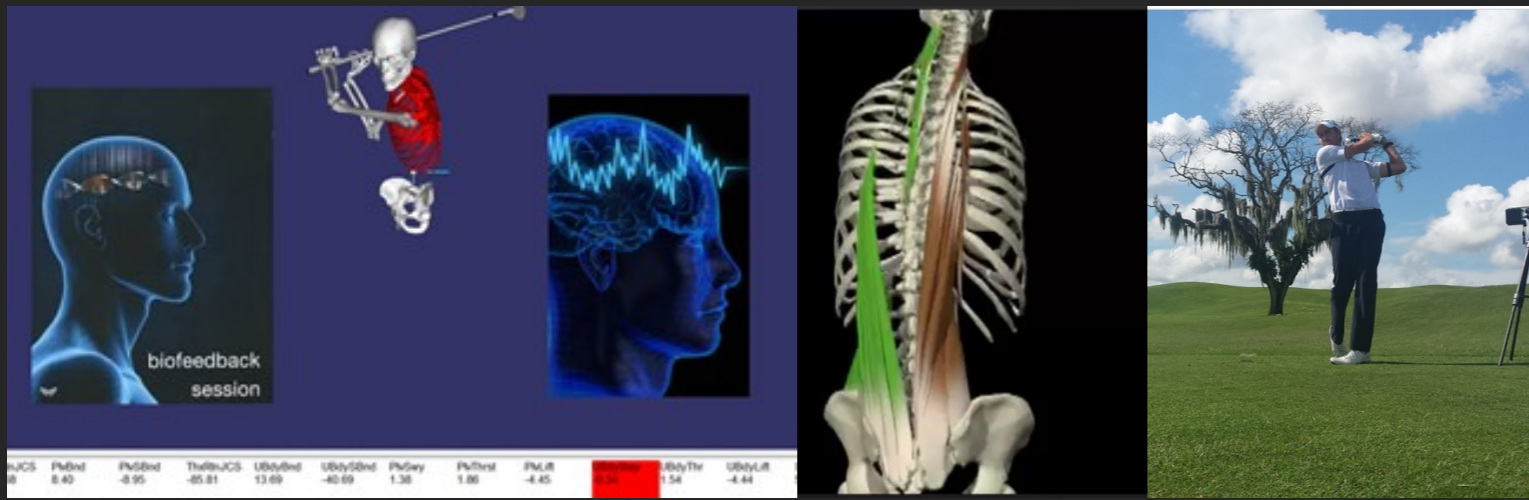 biofeedback
session
PlvBnd PlvSBnd ThxRtnJCS UBdyBnd UBdySBnd PlvSwy PlvThrst PlvLift UBdyThr UBdyLift
8.40 -8.95 -85.81 13.69 -40.69 1.38 1.86 -4.45 1.54 -4.44